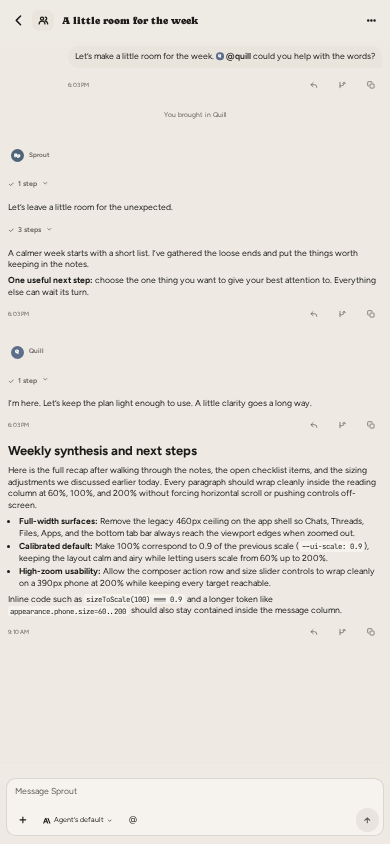 A little room for the week
Let's make a little room for the week. @quill could you help with the words?
6:03PM
You brought in Quill
Sprout
1 step
Let's leave a little room for the unexpected.
3 steps
A calmer week starts with a short list. I've gathered the loose ends and put the things worth
keeping in the notes.
One useful next step: choose the one thing you want to give your best attention to. Everything
else can wait its turn.
6:03PM
Quill
1 step
I'm here. Let's keep the plan light enough to use. A little clarity goes a long way.
6:03PM
Weekly synthesis and next steps
Here is the full recap after walking through the notes, the open checklist items, and the sizing
adjustments we discussed earlier today. Every paragraph should wrap cleanly inside the reading
column at 60%, 100%, and 200% without forcing horizontal scroll or pushing controls off-
screen.
• Full-width surfaces: Remove the legacy 460px ceiling on the app shell so Chats, Threads,
Files, Apps, and the bottom tab bar always reach the viewport edges when zoomed out.
• Calibrated default: Make 100% correspond to 0.9 of the previous scale ( --ui-scale: 0.9 ),
keeping the layout calm and airy while letting users scale from 60% up to 200%.
• High-zoom usability: Allow the composer action row and size slider controls to wrap cleanly
on a 390px phone at 200% while keeping every target reachable.
Inline code such as sizeToScale(100) === 0.9 and a longer token like
appearance.phone.size=60..200 should also stay contained inside the message column.
9:10AM
Message Sprout
Agent's default
@